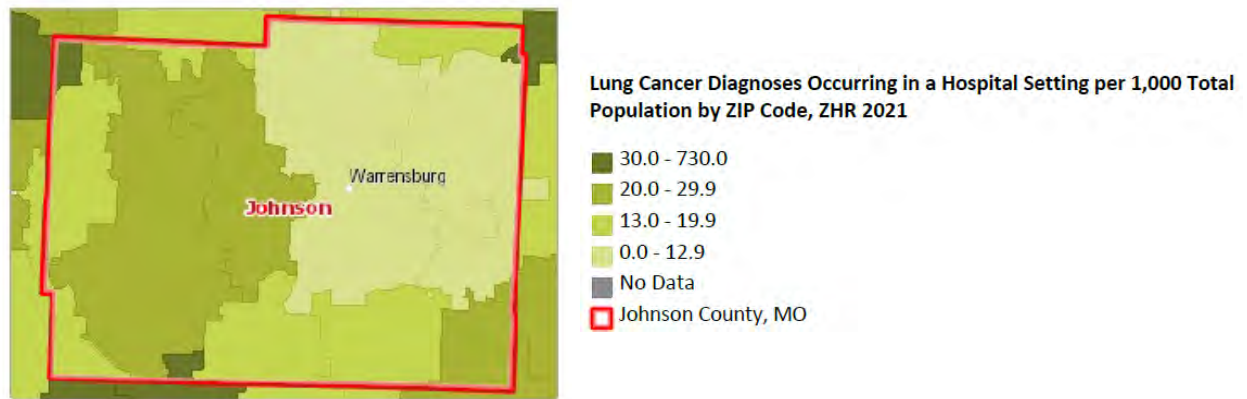 Warrensburg
Johnson
Lung Cancer Diagnoses Occurring in a Hospital Setting per 1,000 Total
Population by ZIP Code, ZHR 2021
30.0 - 730.0
20.0 - 29.9
13.0 - 19.9
0.0 - 12.9
No Data
Johnson County, MO